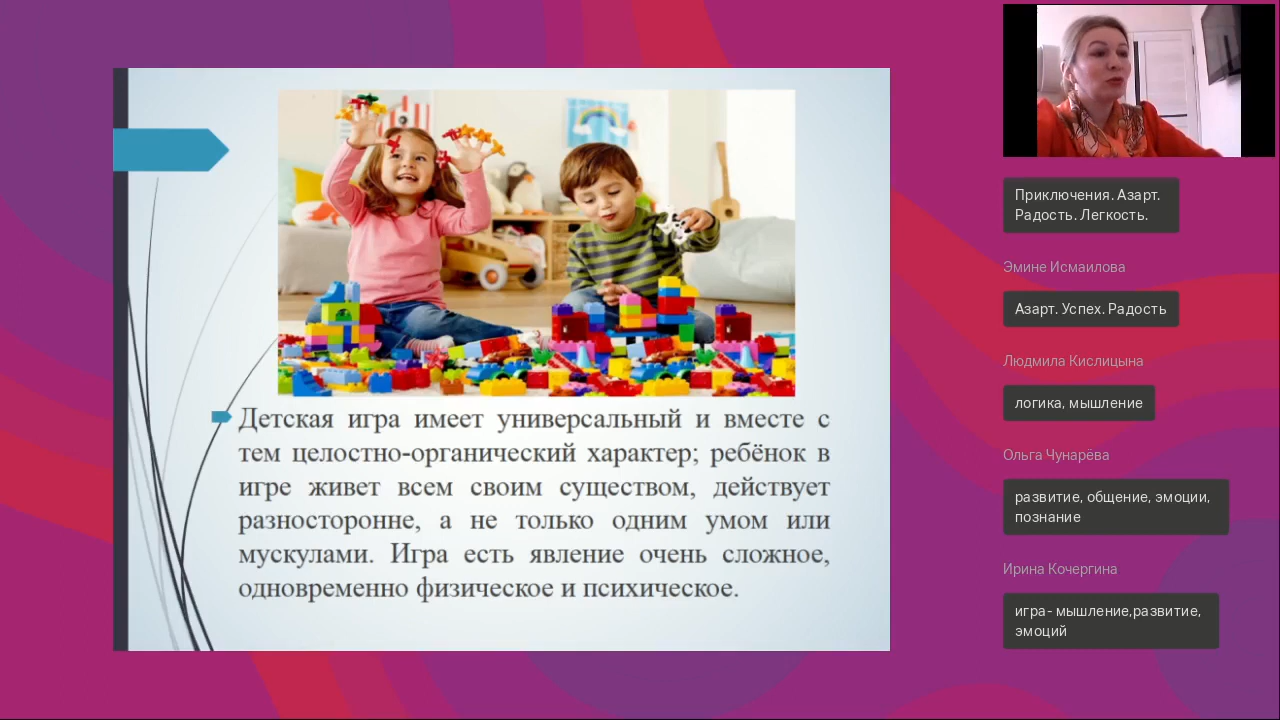 Детская игра имеет универсальный и вместе с
тем целостно-органический характер; ребёнок в
игре живет всем своим существом, действует
разносторонне, а не только одним умом или
мускулами. Игра есть явление очень сложное,
одновременно физическое и психическое.
Приключения. Азарт.
Радость. Легкость.
Эмине Исмаилова
Азарт. Успех. Радость
Людмила Кислицына
логика, мышление
Ольга Чунарёва
развитие, общение, эмоции,
познание
Ирина Кочергина
игра- мышление,развитие,
эмоций